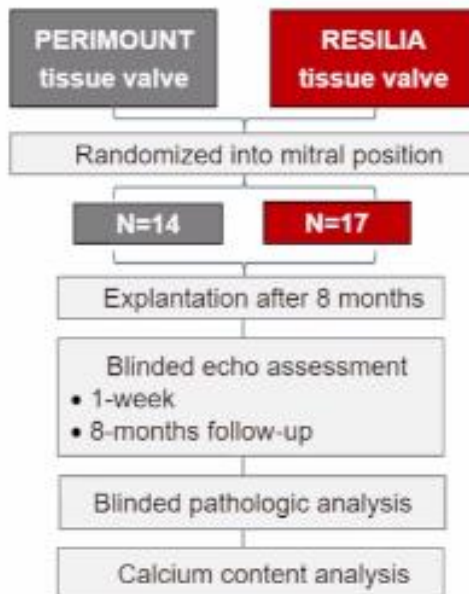 PERIMOUNT
tissue valve
RESILIA
tissue valve
Randomized into mitral position
N=14
N=17
Explantation after 8 months
Blinded echo assessment
• 1-week
• 8-months follow-up
Blinded pathologic analysis
Calcium content analysis